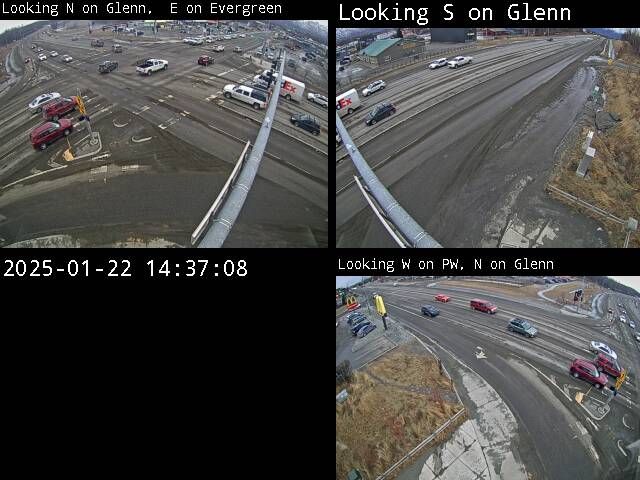 Looking N on Glenn,  E on Evergreen
Looking S on Glenn
2025-01-22 14:37:08
Looking W on PW, N on Glenn